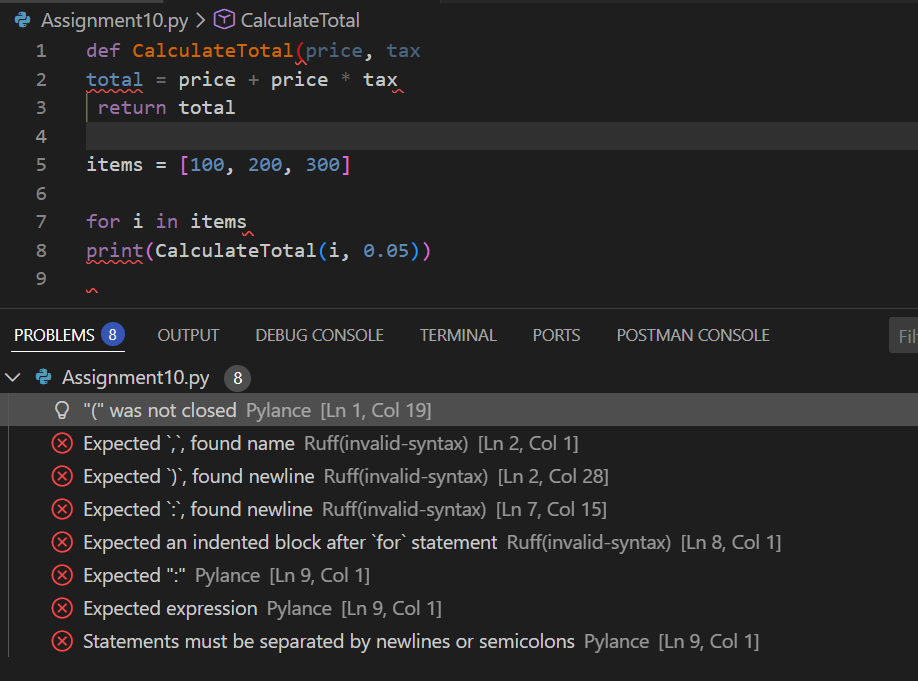 Assignment10.py > CalculateTotal
1 def CalculateTotal(price, tax
2 total = price + price * tax
3  return total
4
5 items = [100, 200, 300]
6
7 for i in items
8 print(CalculateTotal(i, 0.05))
9
PROBLEMS 8 OUTPUT DEBUG CONSOLE TERMINAL PORTS POSTMAN CONSOLE
Assignment10.py 8
"(" was not closed Pylance [Ln 1, Col 19]
Expected `,`, found name Ruff(invalid-syntax) [Ln 2, Col 1]
Expected `)`, found newline Ruff(invalid-syntax) [Ln 2, Col 28]
Expected `:`, found newline Ruff(invalid-syntax) [Ln 7, Col 15]
Expected an indented block after `for` statement Ruff(invalid-syntax) [Ln 8, Col 1]
Expected ":" Pylance [Ln 9, Col 1]
Expected expression Pylance [Ln 9, Col 1]
Statements must be separated by newlines or semicolons Pylance [Ln 9, Col 1]